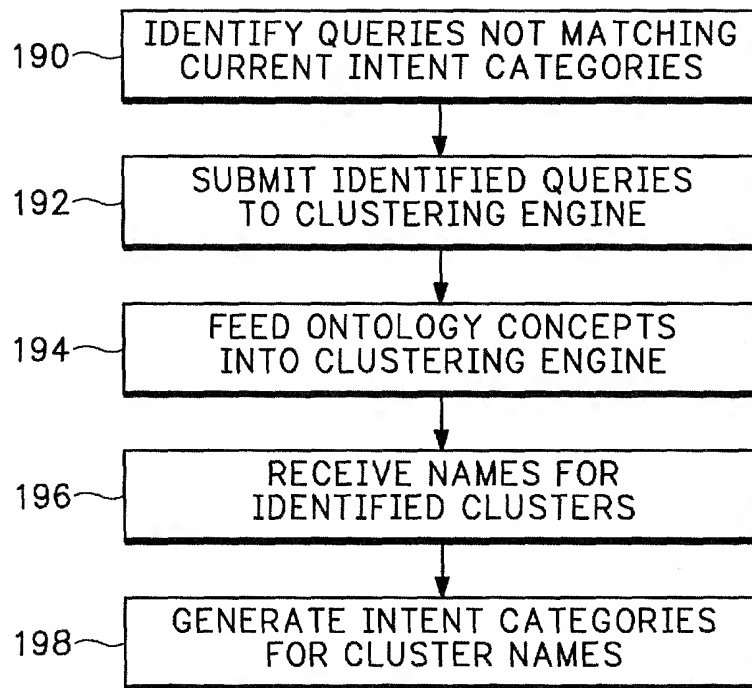 IDENTIFY QUERIES NOT MATCHING
190
CURRENT INTENT CATEGORIES
SUBMIT IDENTIFIED QUERIES
192
TO CLUSTERING ENGINE
FEED ONTOLOGY CONCEPTS
194
INTO CLUSTERING ENGINE
RECEIVE NAMES FOR
196
IDENTIFIED CLUSTERS
GENERATE INTENT CATEGORIES
198
FOR CLUSTER NAMES